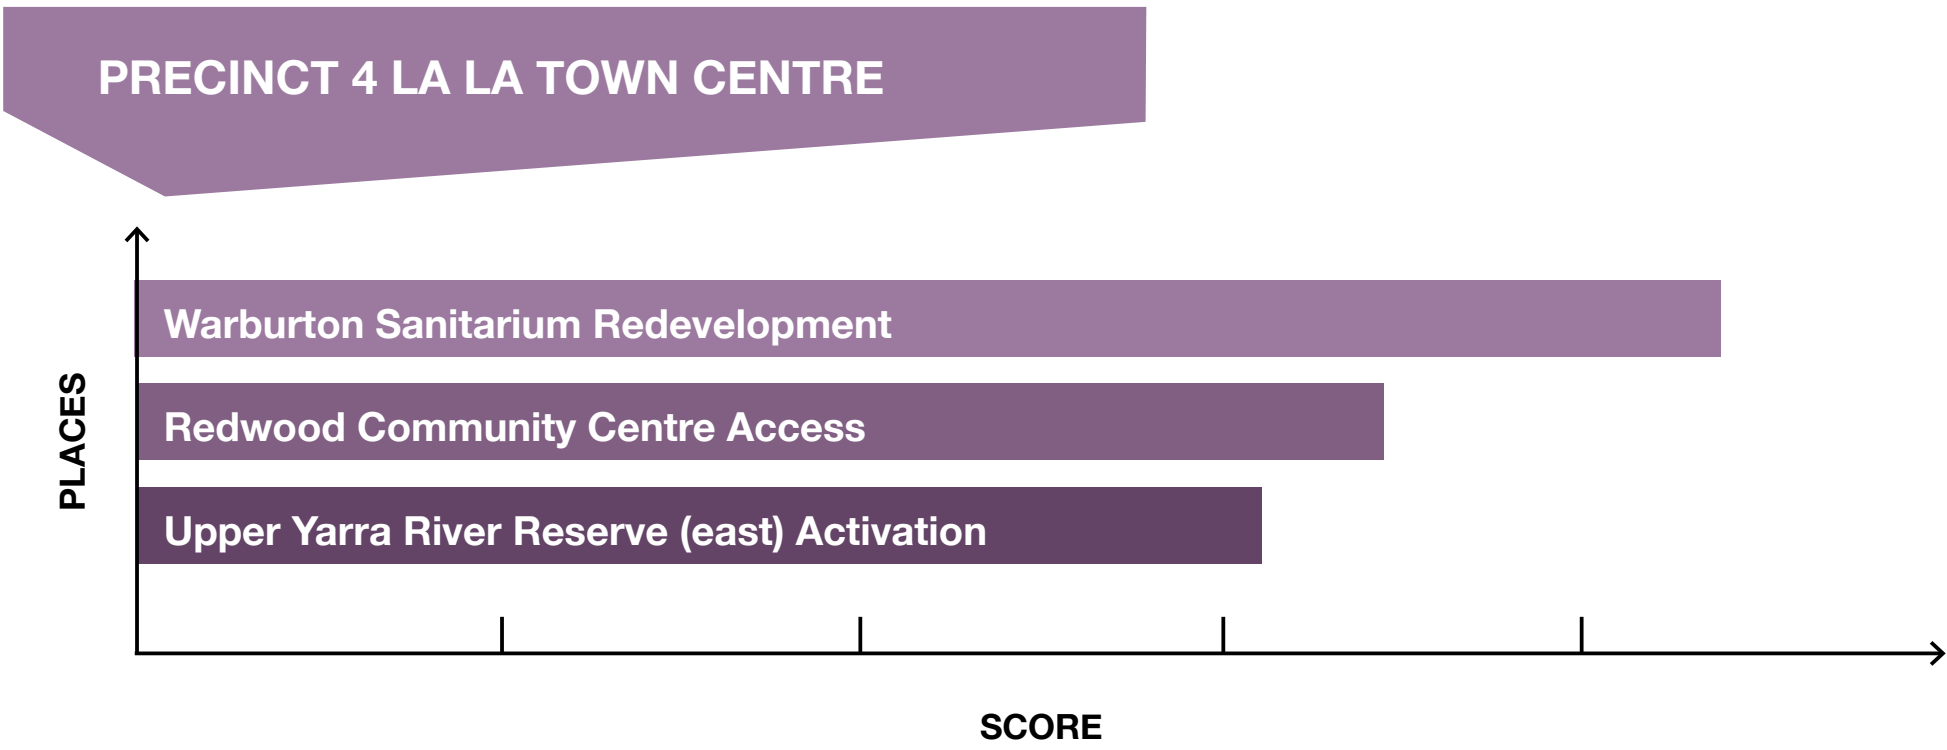 PRECINCT 4 LA LA TOWN CENTRE
Warburton Sanitarium Redevelopment
Redwood Community Centre Access
Upper Yarra River Reserve (east) Activation
PLACES
SCORE